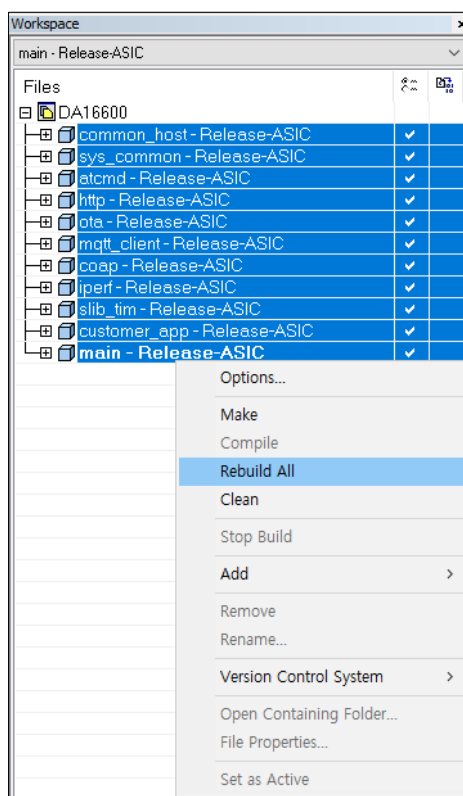 Workspace
main - Release-ASIC
Files
DA16600
common_host - Release-ASIC
sys_common - Release-ASIC
atcmd - Release-ASIC
http - Release-ASIC
ota - Release-ASIC
mqtt_client - Release-ASIC
coap - Release-ASIC
iperf - Release-ASIC
slib_tim - Release-ASIC
customer_app - Release-ASIC
main - Release-ASIC
Options...
Make
Compile
Rebuild All
Clean
Stop Build
Add
Remove
Rename...
Version Control System
Open Containing Folder...
File Properties...
Set as Active